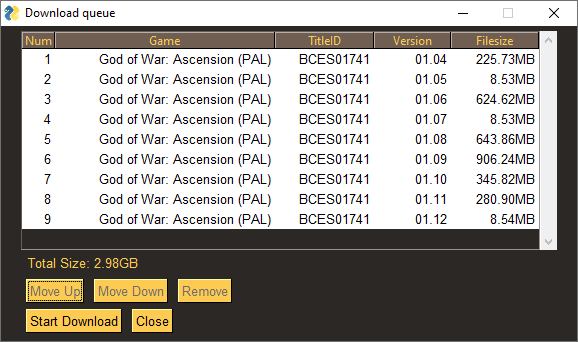 Download queue
Num Game TitleID Version Filesize
1 God of War: Ascension (PAL) BCES01741 01.04 225.73MB
2 God of War: Ascension (PAL) BCES01741 01.05 8.53MB
3 God of War: Ascension (PAL) BCES01741 01.06 624.62MB
4 God of War: Ascension (PAL) BCES01741 01.07 8.53MB
5 God of War: Ascension (PAL) BCES01741 01.08 643.86MB
6 God of War: Ascension (PAL) BCES01741 01.09 906.24MB
7 God of War: Ascension (PAL) BCES01741 01.10 345.82MB
8 God of War: Ascension (PAL) BCES01741 01.11 280.90MB
9 God of War: Ascension (PAL) BCES01741 01.12 8.54MB
Total Size: 2.98GB
Move Up Move Down Remove
Start Download Close